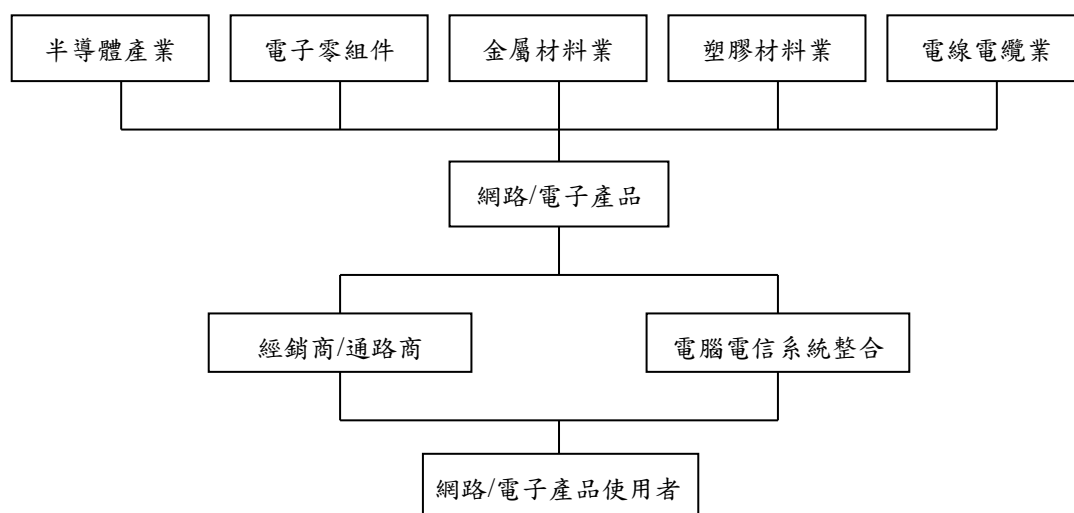 半導體產業
電子零組件
金屬材料業
塑膠材料業
電線電纜業
網路/電子產品
經銷商/通路商
電腦電信系統整合
網路/電子產品使用者